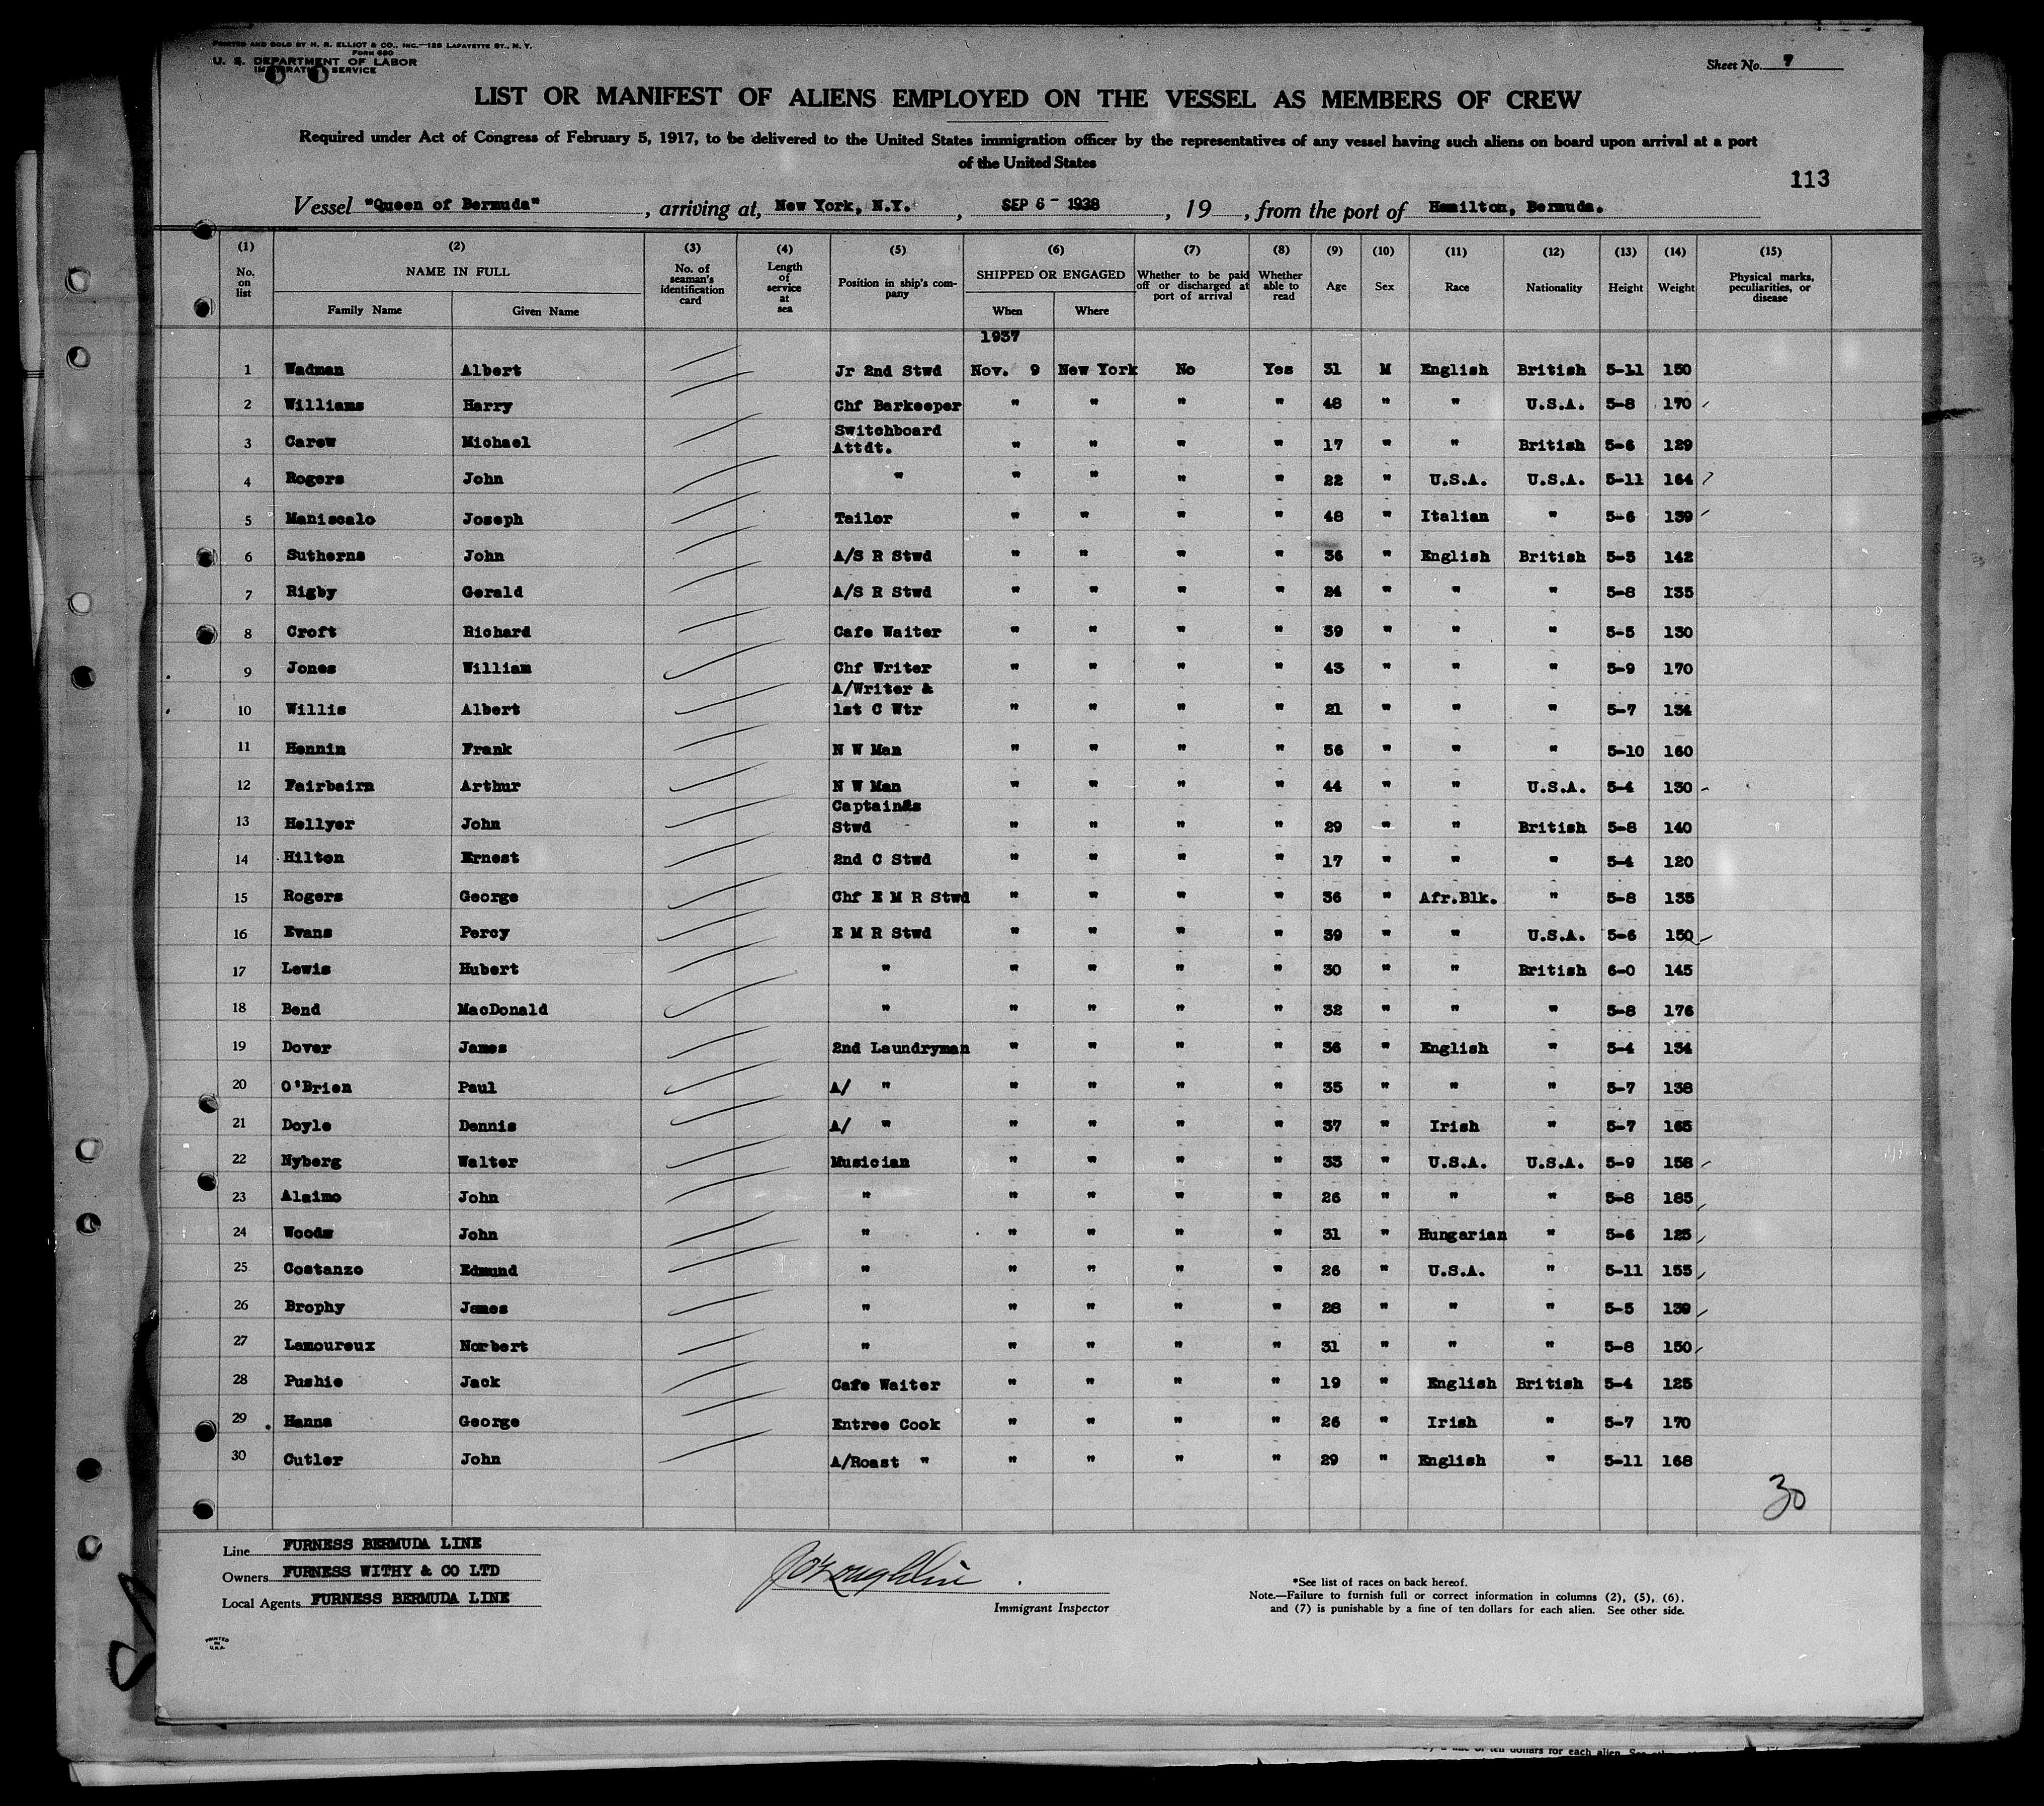 PRINTED AND SOLD BY H. R. ELLIOT & CO., INC.—129 LAFAYETTE ST., N. Y.
FORM 680
U. S. DEPARTMENT OF LABOR
IMMIGRATION SERVICE
Sheet No. 7
LIST OR MANIFEST OF ALIENS EMPLOYED ON THE VESSEL AS MEMBERS OF CREW
Required under Act of Congress of February 5, 1917, to be delivered to the United States immigration officer by the representatives of any vessel having such aliens on board upon arrival at a port
of the United States
113
Vessel "Queen of Bermuda", arriving at, New York, N.Y., SEP 6 - 1938, 19, from the port of Hamilton, Bermuda.
(1) (2) (3) (4) (5) (6) (7) (8) (9) (10) (11) (12) (13) (14) (15)
No. on list NAME IN FULL Family Name Given Name No. of seaman's identification card Length of service at sea Position in ship's company SHIPPED OR ENGAGED When Where Whether to be paid off or discharged at port of arrival Whether able to read Age Sex Race Nationality Height Weight Physical marks, peculiarities, or disease
1937
1 Wadman Albert Jr 2nd Stwd Nov. 9 New York No Yes 31 M English British 5-11 150
2 Williams Harry Chf Barkeeper " " " " 48 " " U.S.A. 5-8 170
3 Carew Michael Switchboard Attdt. " " " " 17 " " British 5-6 129
4 Rogers John " " " " " 22 " U.S.A. U.S.A. 5-11 164
5 Maniscalo Joseph Tailor " " " " 48 " Italian " 5-6 139
6 Sutherns John A/S R Stwd " " " " 36 " English British 5-5 142
7 Rigby Gerald A/S R Stwd " " " " 24 " " " 5-8 135
8 Croft Richard Cafe Waiter " " " " 39 " " " 5-5 130
9 Jones William Chf Writer " " " " 43 " " " 5-9 170
10 Willis Albert A/Writer & 1st C Wtr " " " " 21 " " " 5-7 134
11 Hennin Frank N W Man " " " " 56 " " " 5-10 160
12 Fairbairn Arthur N W Man " " " " 44 " " U.S.A. 5-4 130
13 Hellyer John Captain's Stwd " " " " 29 " " British 5-8 140
14 Hilton Ernest 2nd C Stwd " " " " 17 " " " 5-4 120
15 Rogers George Chf E M R Stwd " " " " 36 " Afr.Blk. " 5-8 135
16 Evans Percy E M R Stwd " " " " 39 " " U.S.A. 5-6 150
17 Lewis Hubert " " " " " 30 " " British 6-0 145
18 Bend MacDonald " " " " " 32 " " " 5-8 176
19 Dover James 2nd Laundryman " " " " 36 " English " 5-4 134
20 O'Brien Paul A/ " " " " " 35 " " " 5-7 138
21 Doyle Dennis A/ " " " " " 37 " Irish " 5-7 165
22 Nyberg Walter Musician " " " " 33 " U.S.A. U.S.A. 5-9 158
23 Alaimo John " " " " " 26 " " " 5-8 185
24 Woods John " " " " " 31 " Hungarian " 5-6 125
25 Costanzo Edmund " " " " " 26 " U.S.A. " 5-11 155
26 Brophy James " " " " " 28 " " " 5-5 139
27 Lamoureux Norbert " " " " " 31 " " " 5-8 150
28 Pushie Jack Cafe Waiter " " " " 19 " English British 5-4 125
29 Hanna George Entree Cook " " " " 26 " Irish " 5-7 170
30 Cutler John A/Roast " " " " " 29 " English " 5-11 168
30
Line FURNESS BERMUDA LINE
Owners FURNESS WITHY & CO LTD
Local Agents FURNESS BERMUDA LINE
Immigrant Inspector
*See list of races on back hereof.
Note.—Failure to furnish full or correct information in columns (2), (5), (6), and (7) is punishable by a fine of ten dollars for each alien. See other side.
PRINTED IN U.S.A.